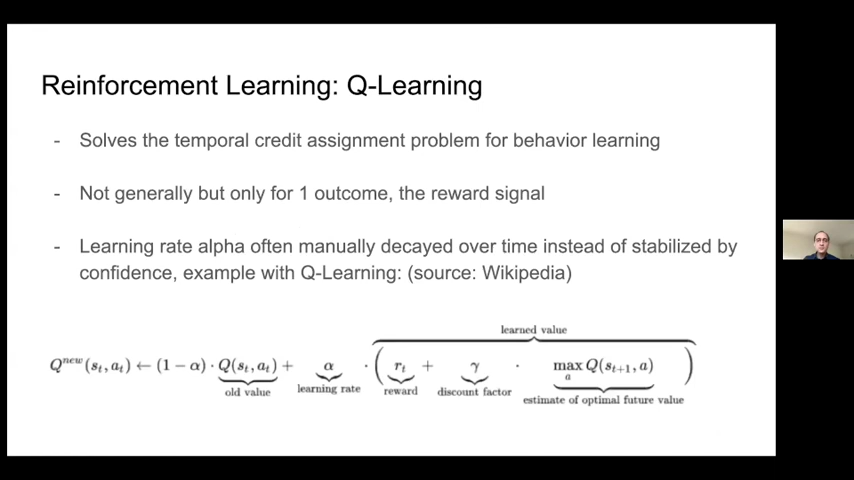 Reinforcement Learning: Q-Learning
- Solves the temporal credit assignment problem for behavior learning
- Not generally but only for 1 outcome, the reward signal
- Learning rate alpha often manually decayed over time instead of stabilized by
confidence, example with Q-Learning: (source: Wikipedia)
learned value
Q^{new}(s_t, a_t) ← (1 − α) · Q(s_t, a_t) + α · ( r_t + γ · max_a Q(s_{t+1}, a) )
old value learning rate reward discount factor estimate of optimal future value